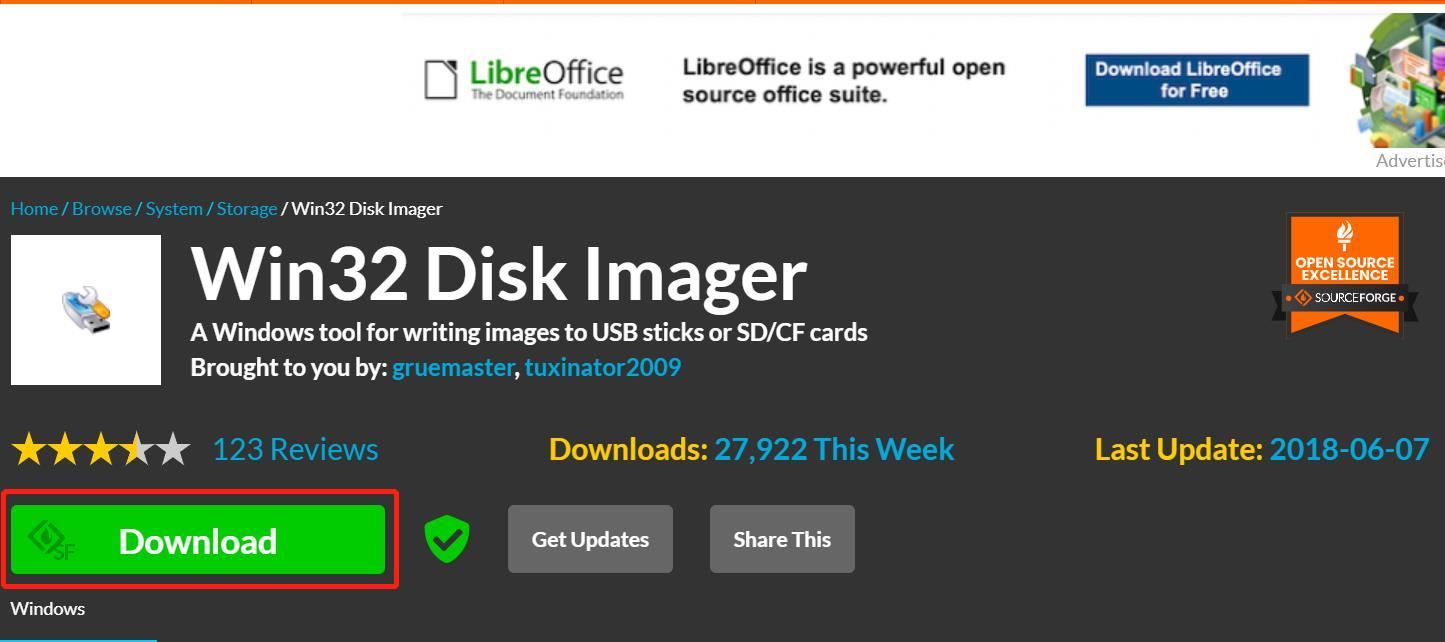 LibreOffice
The Document Foundation
LibreOffice is a powerful open
source office suite.
Download LibreOffice
for Free
Advertis
Home / Browse / System / Storage / Win32 Disk Imager
Win32 Disk Imager
A Windows tool for writing images to USB sticks or SD/CF cards
Brought to you by: gruemaster, tuxinator2009
OPEN SOURCE
EXCELLENCE
SOURCEFORGE
123 Reviews
Downloads: 27,922 This Week
Last Update: 2018-06-07
SF
Download
Get Updates
Share This
Windows